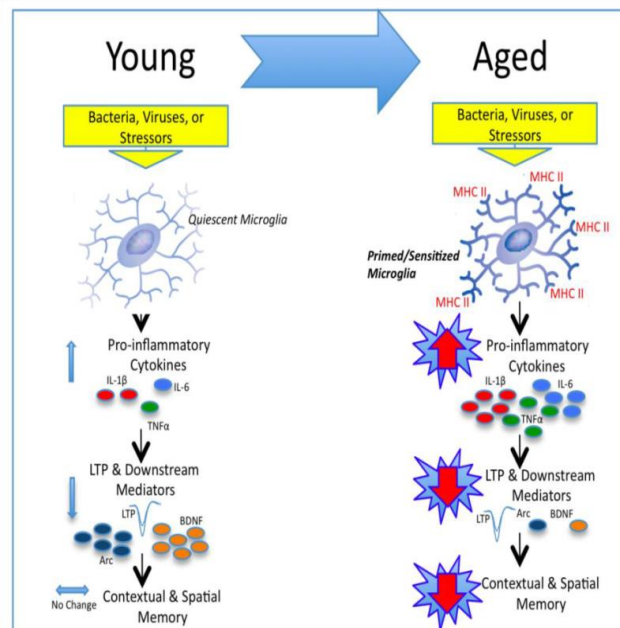 Young
Aged
Bacteria, Viruses, or
Stressors
Bacteria, Viruses, or
Stressors
Quiescent Microglia
MHC II
MHC II
MHC II
Primed/Sensitized
Microglia
MHC II
MHC II
Pro-inflammatory
Cytokines
IL-1β
IL-6
TNFα
Pro-inflammatory
Cytokines
IL-1β
IL-6
TNFα
LTP & Downstream
Mediators
LTP
BDNF
Arc
LTP & Downstream
Mediators
LTP
Arc
BDNF
No Change
Contextual & Spatial
Memory
Contextual & Spatial
Memory